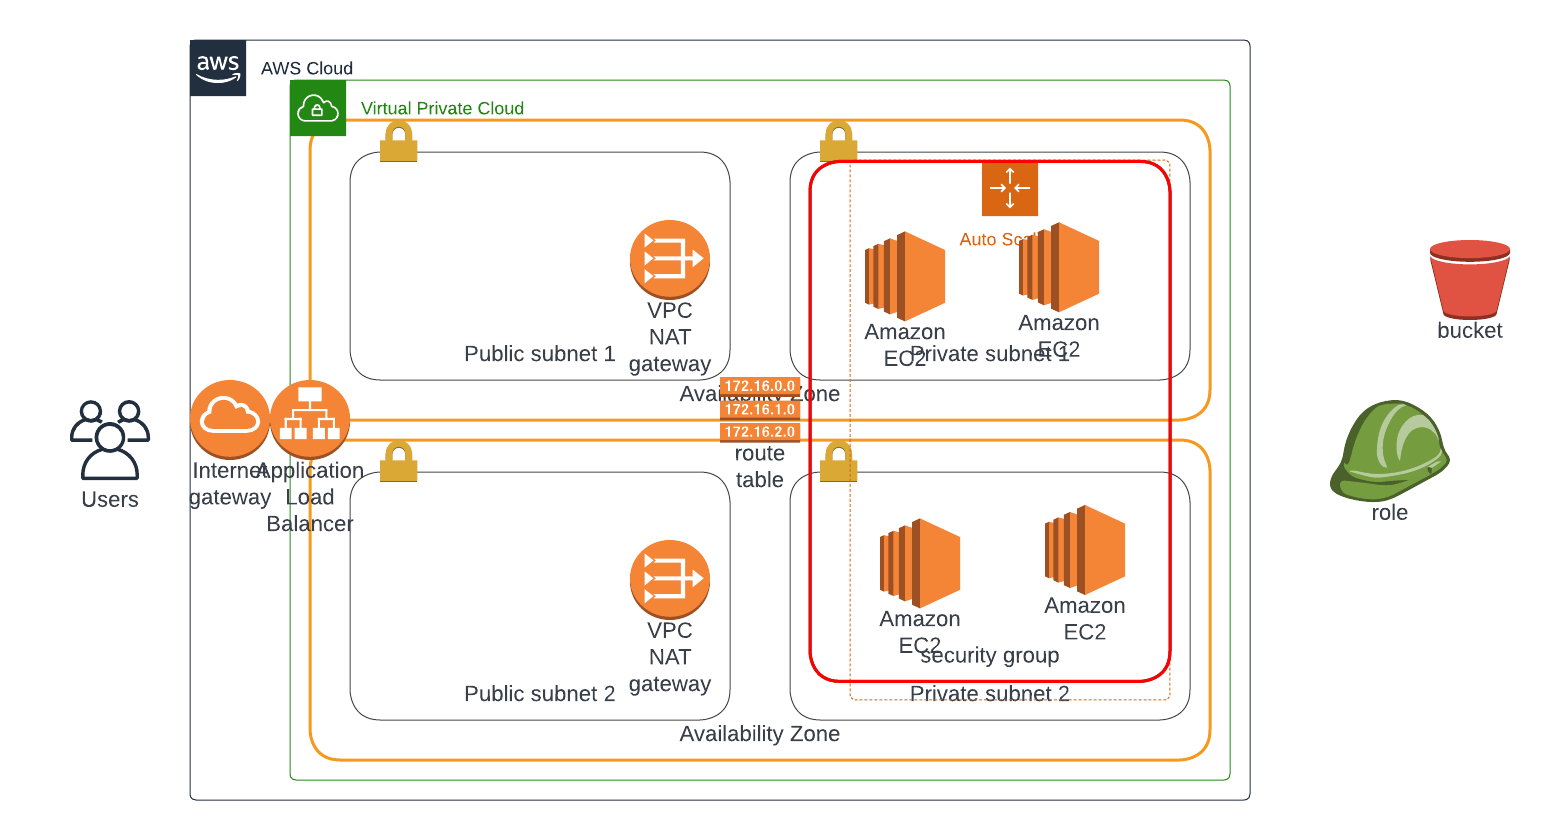 aws
AWS Cloud
Virtual Private Cloud
Auto Sc
VPC
NAT
gateway
Amazon
EC2
Amazon
EC2
Public subnet 1
Private subnet 1
172.16.0.0
172.16.1.0
172.16.2.0
Availability Zone
route
table
Users
Internet
gateway
Application
Load
Balancer
bucket
role
VPC
NAT
gateway
Amazon
EC2
Amazon
EC2
security group
Public subnet 2
Private subnet 2
Availability Zone